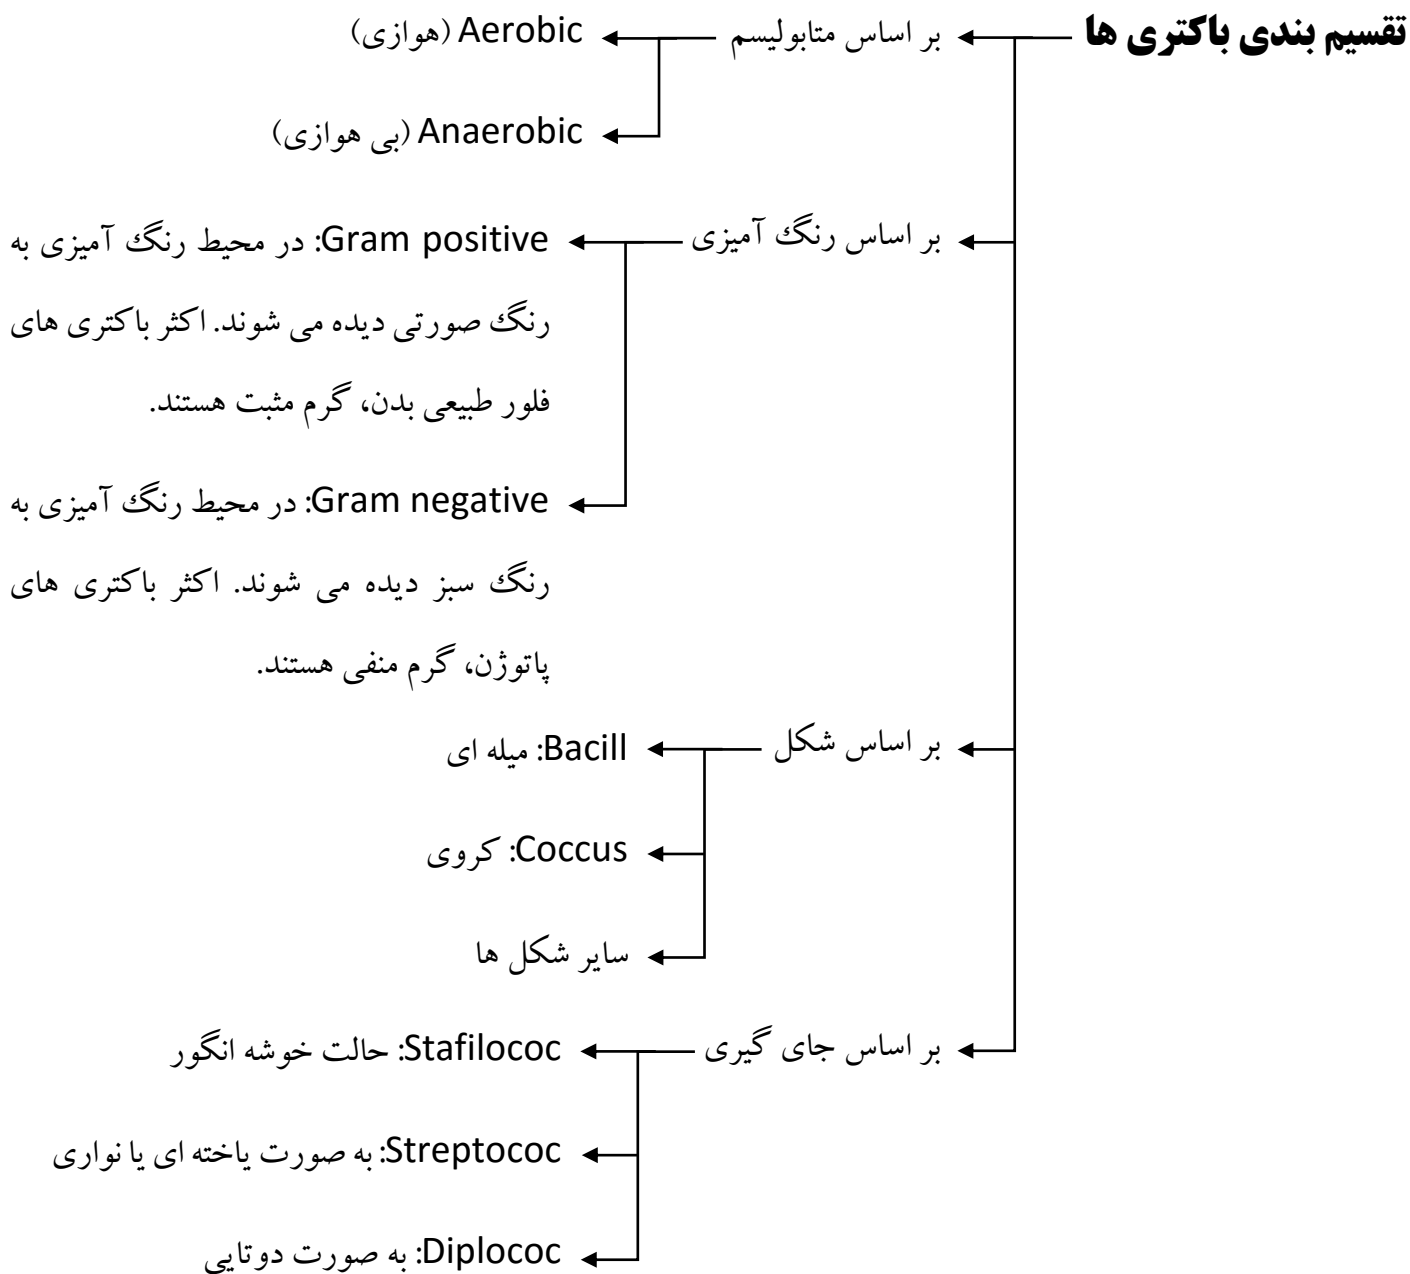 تقسیم بندی باکتری ها
بر اساس متابولیسم
Aerobic (هوازی)
Anaerobic (بی هوازی)
بر اساس رنگ آمیزی
Gram positive: در محیط رنگ آمیزی به
رنگ صورتی دیده می شوند. اکثر باکتری های
فلور طبیعی بدن، گرم مثبت هستند.
Gram negative: در محیط رنگ آمیزی به
رنگ سبز دیده می شوند. اکثر باکتری های
پاتوژن، گرم منفی هستند.
بر اساس شکل
Bacill: میله ای
Coccus: کروی
سایر شکل ها
بر اساس جای گیری
Stafilococ: حالت خوشه انگور
Streptococ: به صورت یاخته ای یا نواری
Diplococ: به صورت دوتایی